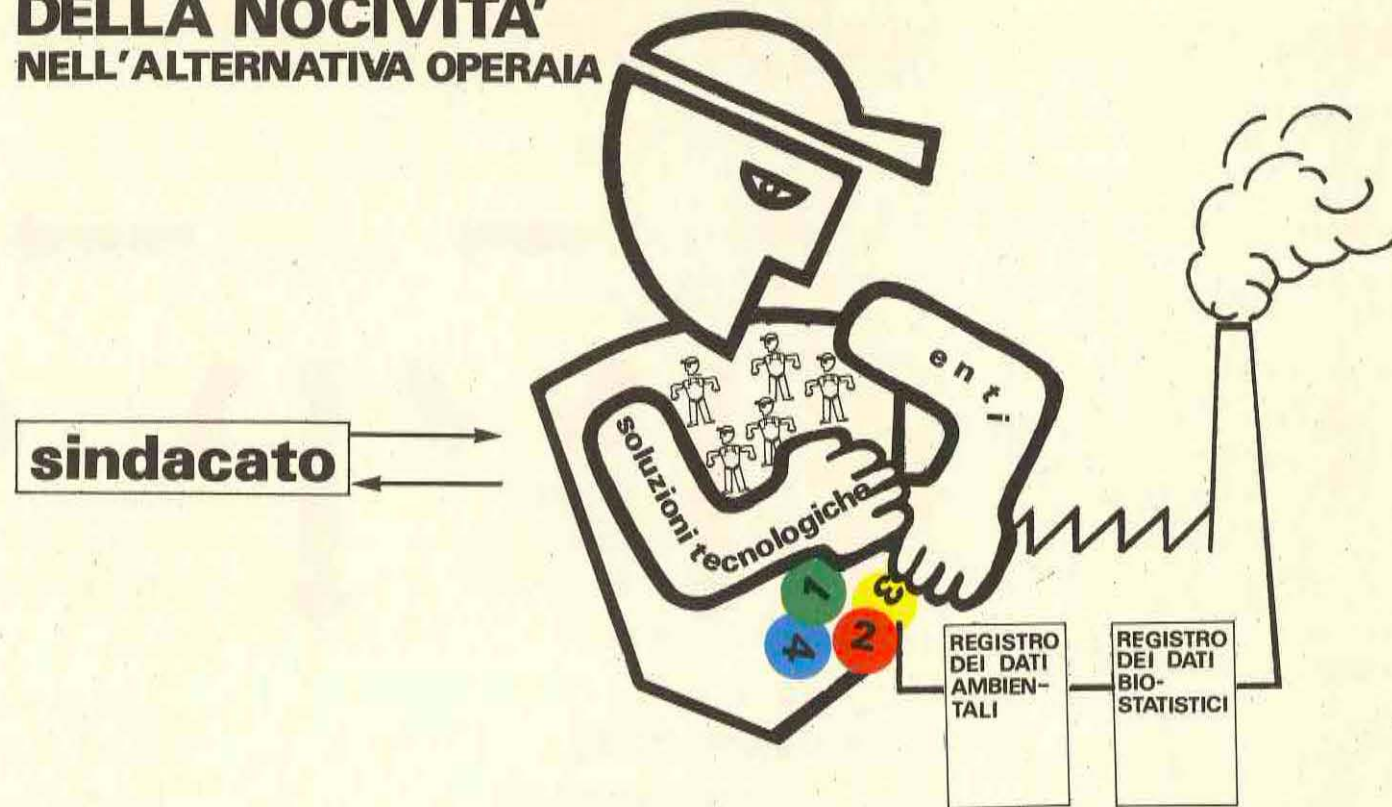 DELLA NOCIVITA'
NELL'ALTERNATIVA OPERAIA
enti
sindacato
soluzioni tecnologiche
1
3
4
2
REGISTRO
DEI DATI
AMBIEN-
TALI
REGISTRO
DEI DATI
BIO-
STATISTICI